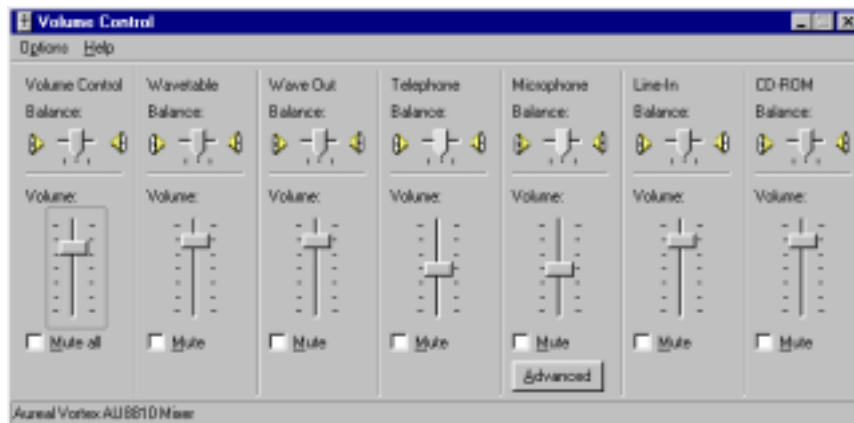 Volume Control
Options Help
Volume Control Wavetable Wave Out Telephone Microphone Line-In CD-ROM
Balance: Balance: Balance: Balance: Balance: Balance: Balance:
Volume: Volume: Volume: Volume: Volume: Volume: Volume:
Mute all Mute Mute Mute Mute Mute Mute
Advanced
Aureal Vortex AU8810 Mixer